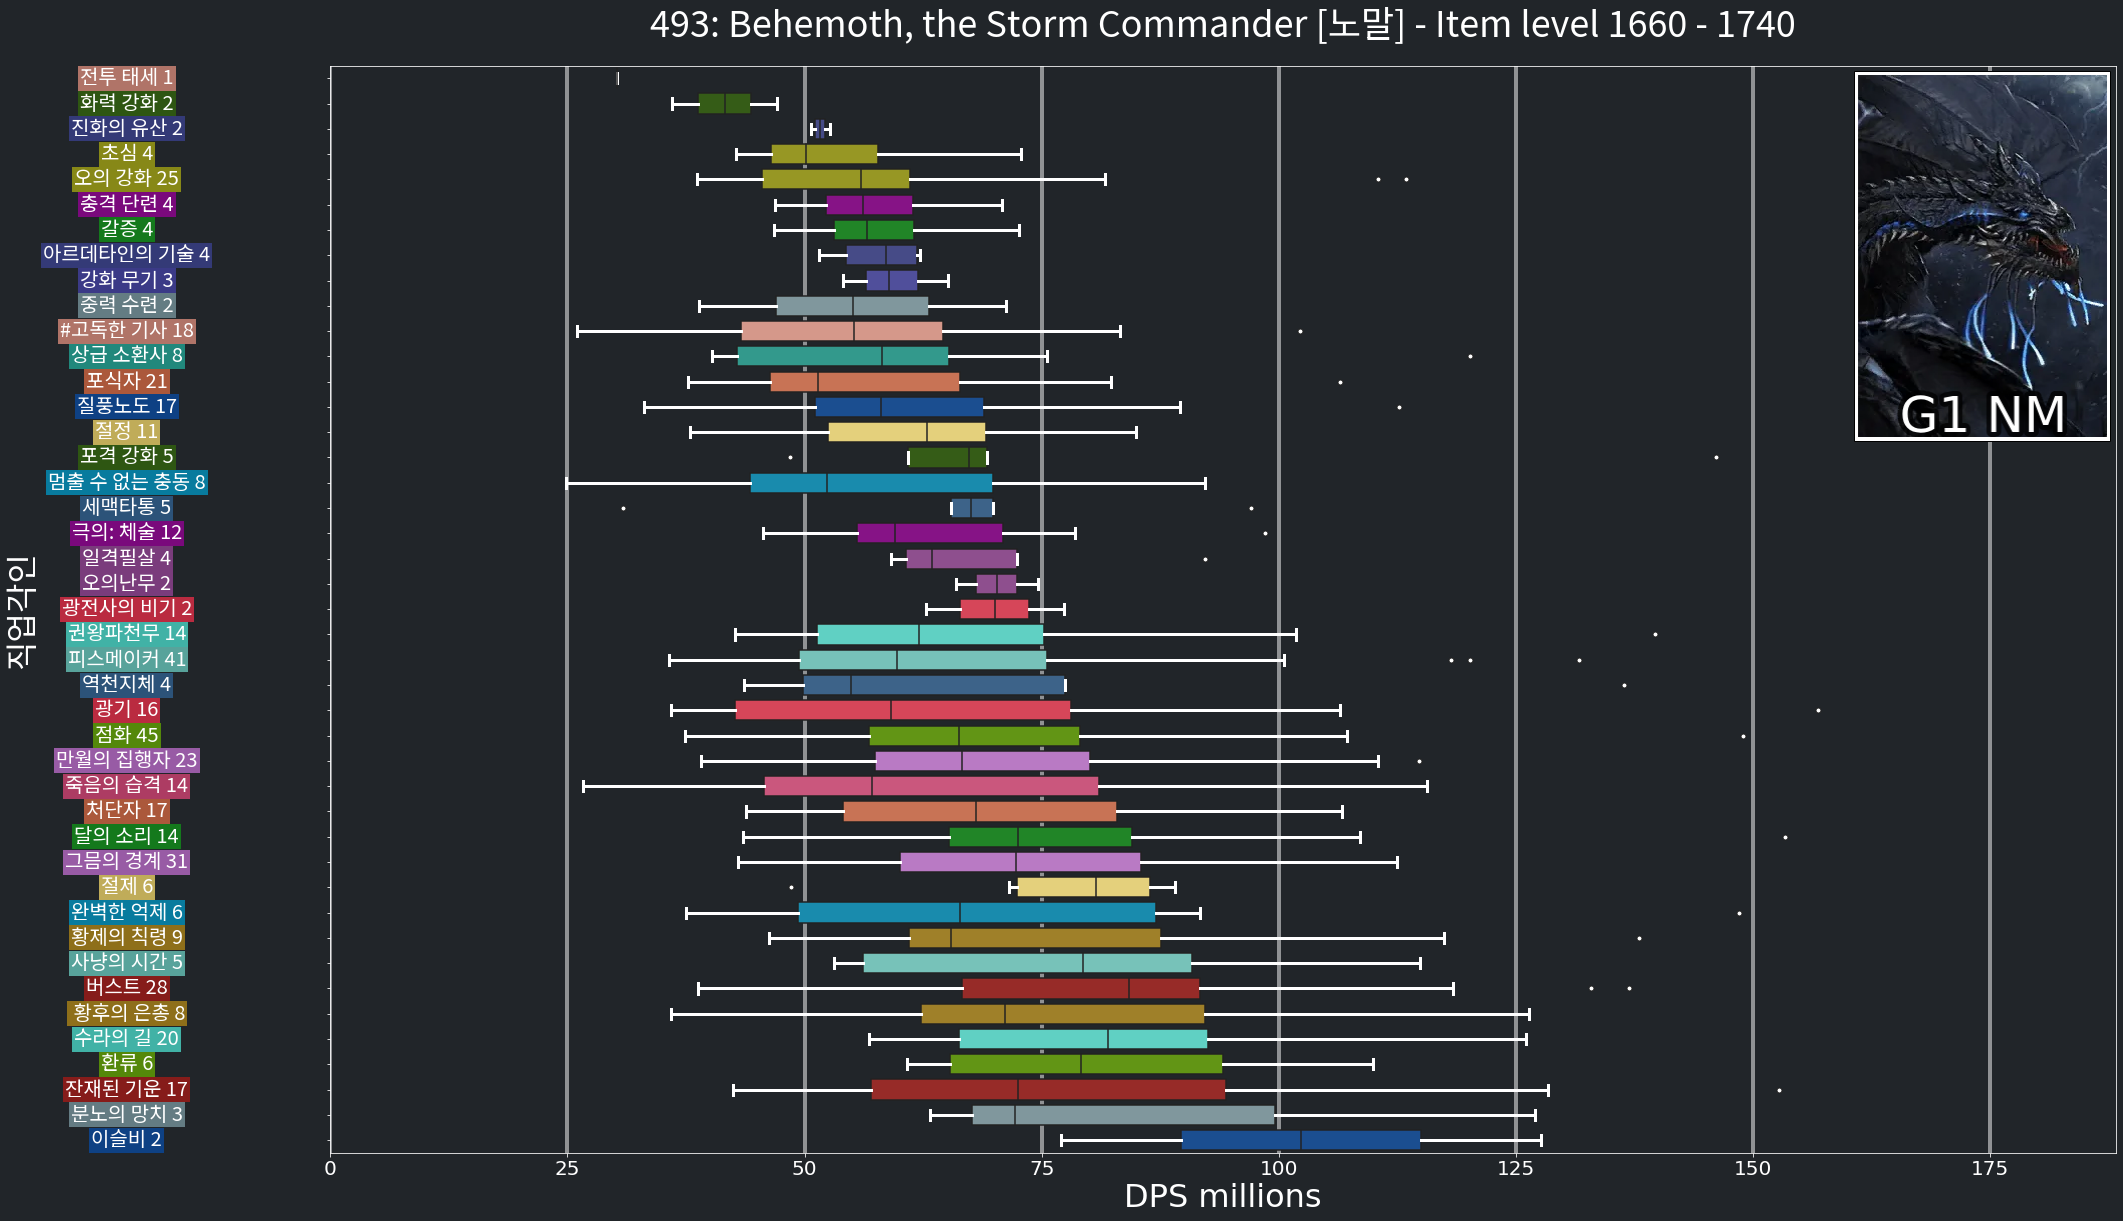 493: Behemoth, the Storm Commander [노말] - Item level 1660 - 1740
전투 태세 1
화력 강화 2
진화의 유산 2
초심 4
오의 강화 25
충격 단련 4
갈증 4
아르데타인의 기술 4
강화 무기 3
중력 수련 2
#고독한 기사 18
상급 소환사 8
포식자 21
질풍노도 17
절정 11
포격 강화 5
멈출 수 없는 충동 8
세맥타통 5
극의: 체술 12
일격필살 4
오의난무 2
광전사의 비기 2
권왕파천무 14
피스메이커 41
역천지체 4
광기 16
점화 45
만월의 집행자 23
죽음의 습격 14
처단자 17
달의 소리 14
그믐의 경계 31
절제 6
완벽한 억제 6
황제의 칙령 9
사냥의 시간 5
버스트 28
황후의 은총 8
수라의 길 20
환류 6
잔재된 기운 17
분노의 망치 3
이슬비 2
직업각인
G1 NM
0 25 50 75 100 125 150 175
DPS millions